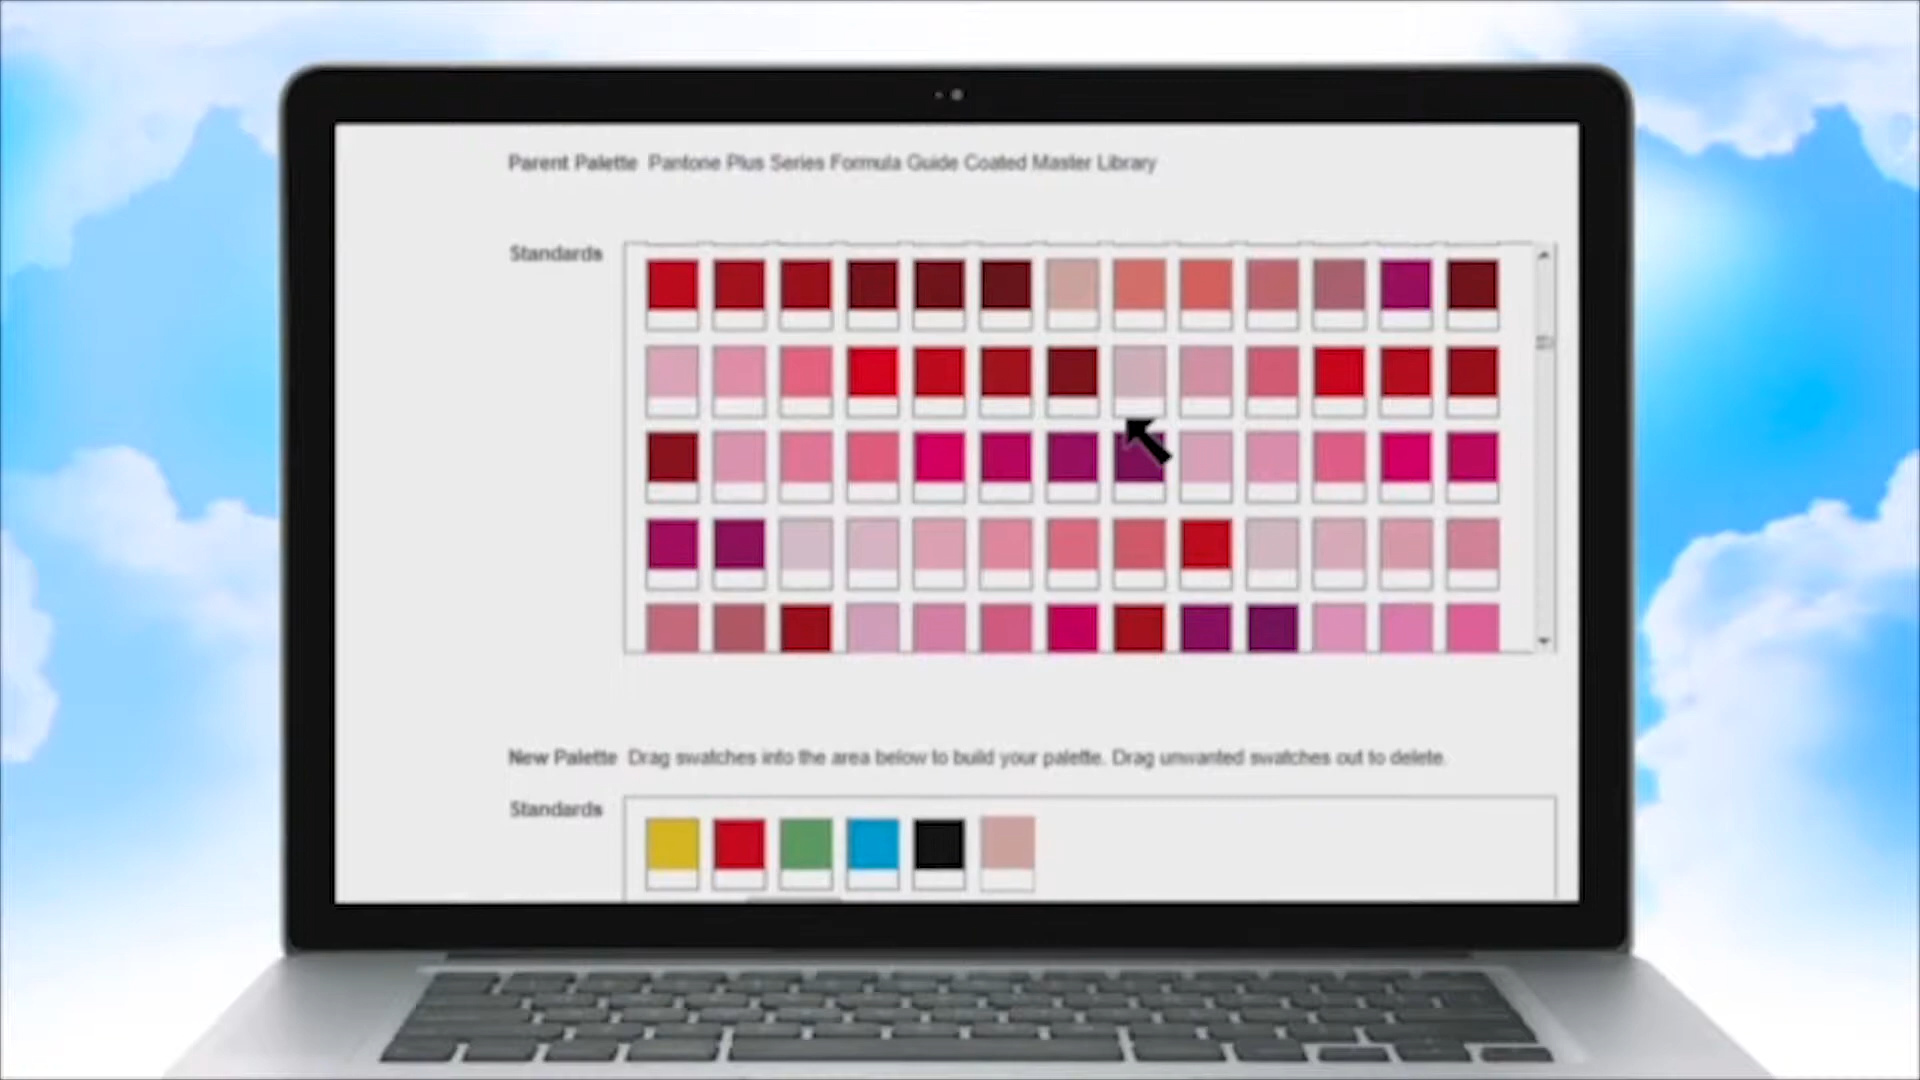 Parent Palette Pantone Plus Series Formula Guide Coated Master Library
Standards
New Palette Drag swatches into the area below to build your palette. Drag unwanted swatches out to delete.
Standards